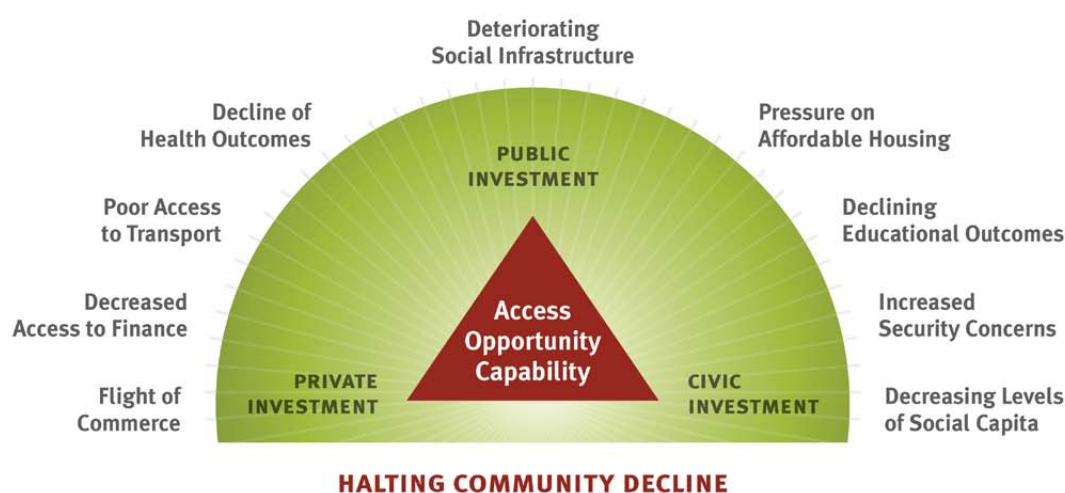 Deteriorating
Social Infrastructure
Decline of
Health Outcomes
Pressure on
Affordable Housing
PUBLIC
INVESTMENT
Poor Access
to Transport
Declining
Educational Outcomes
Decreased
Access to Finance
Access
Opportunity
Capability
Increased
Security Concerns
PRIVATE
INVESTMENT
CIVIC
INVESTMENT
Flight of
Commerce
Decreasing Levels
of Social Capita
HALTING COMMUNITY DECLINE